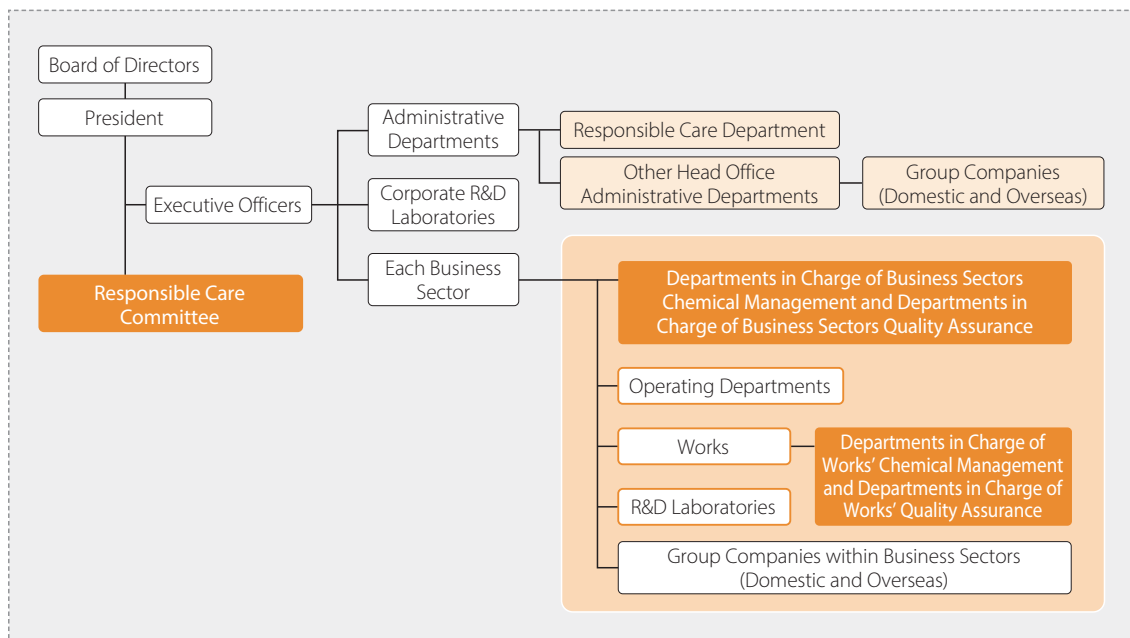 Board of Directors
President
Executive Officers
Responsible Care
Committee
Administrative
Departments
Corporate R&D
Laboratories
Each Business
Sector
Responsible Care Department
Other Head Office
Administrative Departments
Group Companies
(Domestic and Overseas)
Departments in Charge of Business Sectors
Chemical Management and Departments in
Charge of Business Sectors Quality Assurance
Operating Departments
Works
Departments in Charge of
Works’ Chemical Management
and Departments in Charge of
Works’ Quality Assurance
R&D Laboratories
Group Companies within Business Sectors
(Domestic and Overseas)